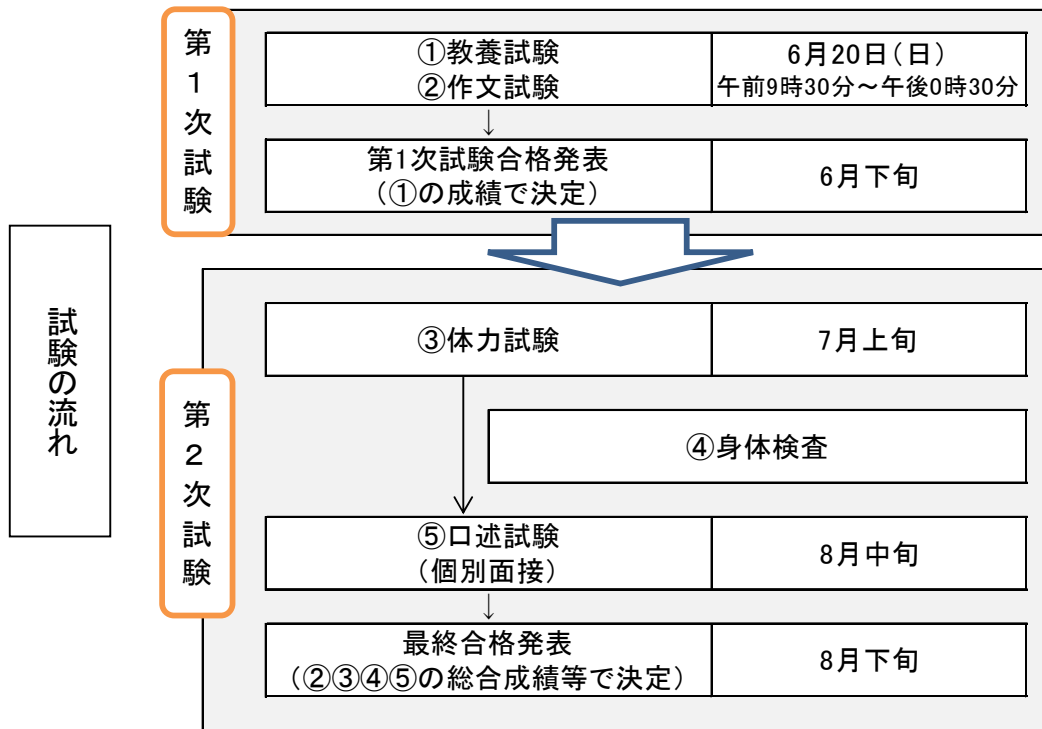 試験の流れ
第1次試験
①教養試験
②作文試験
6月20日(日)
午前9時30分~午後0時30分
↓
第1次試験合格発表
(①の成績で決定)
6月下旬
第2次試験
③体力試験
7月上旬
④身体検査
⑤口述試験
(個別面接)
8月中旬
↓
最終合格発表
(②③④⑤の総合成績等で決定)
8月下旬